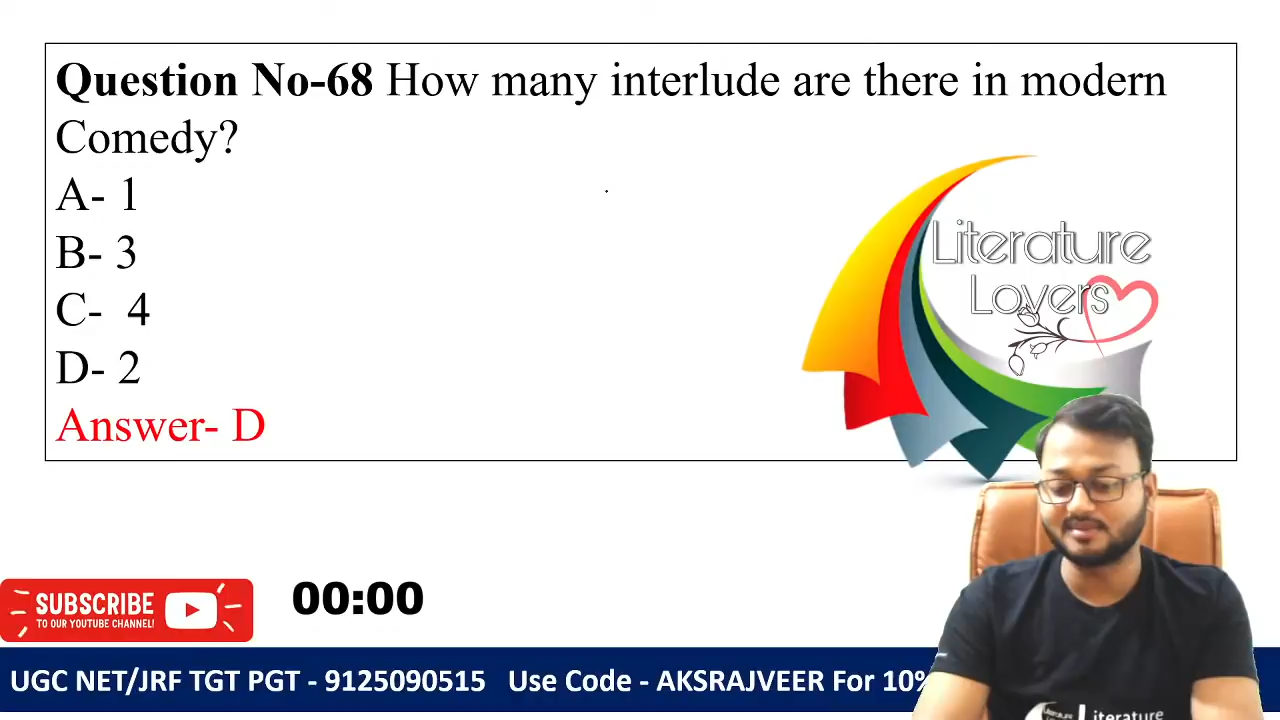 Question No-68 How many interlude are there in modern
Comedy?
A- 1
B- 3
C- 4
D- 2
Answer- D
Literature
Lovers
SUBSCRIBE
TO OUR YOUTUBE CHANNEL!
00:00
UGC NET/JRF TGT PGT - 9125090515 Use Code - AKSRAJVEER For 10%
Literature